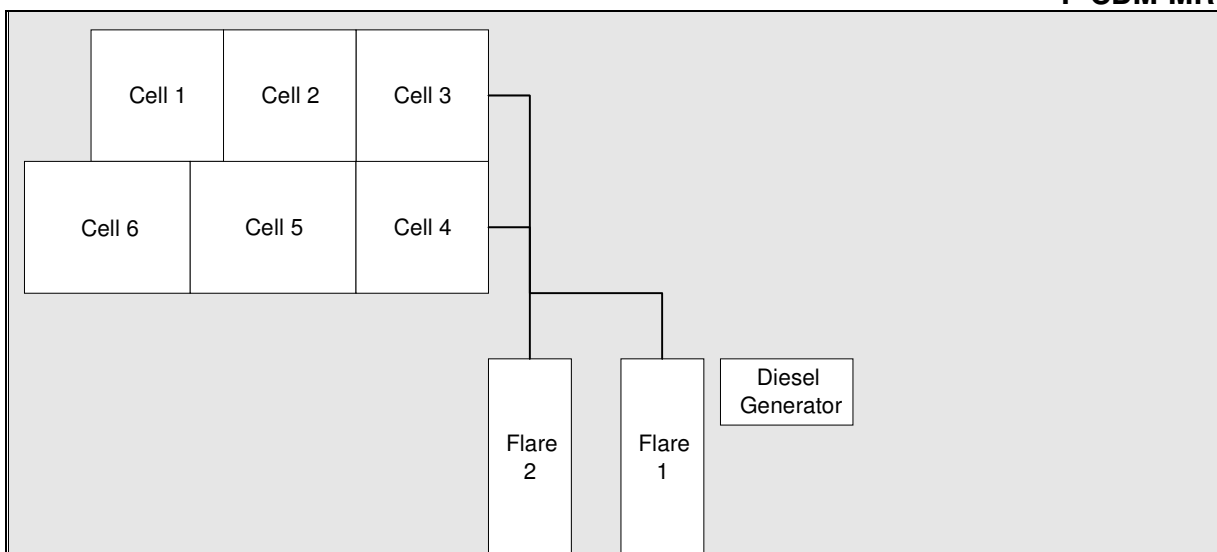 Cell 1
Cell 2
Cell 3
Cell 6
Cell 5
Cell 4
Diesel
Generator
Flare
2
Flare
1